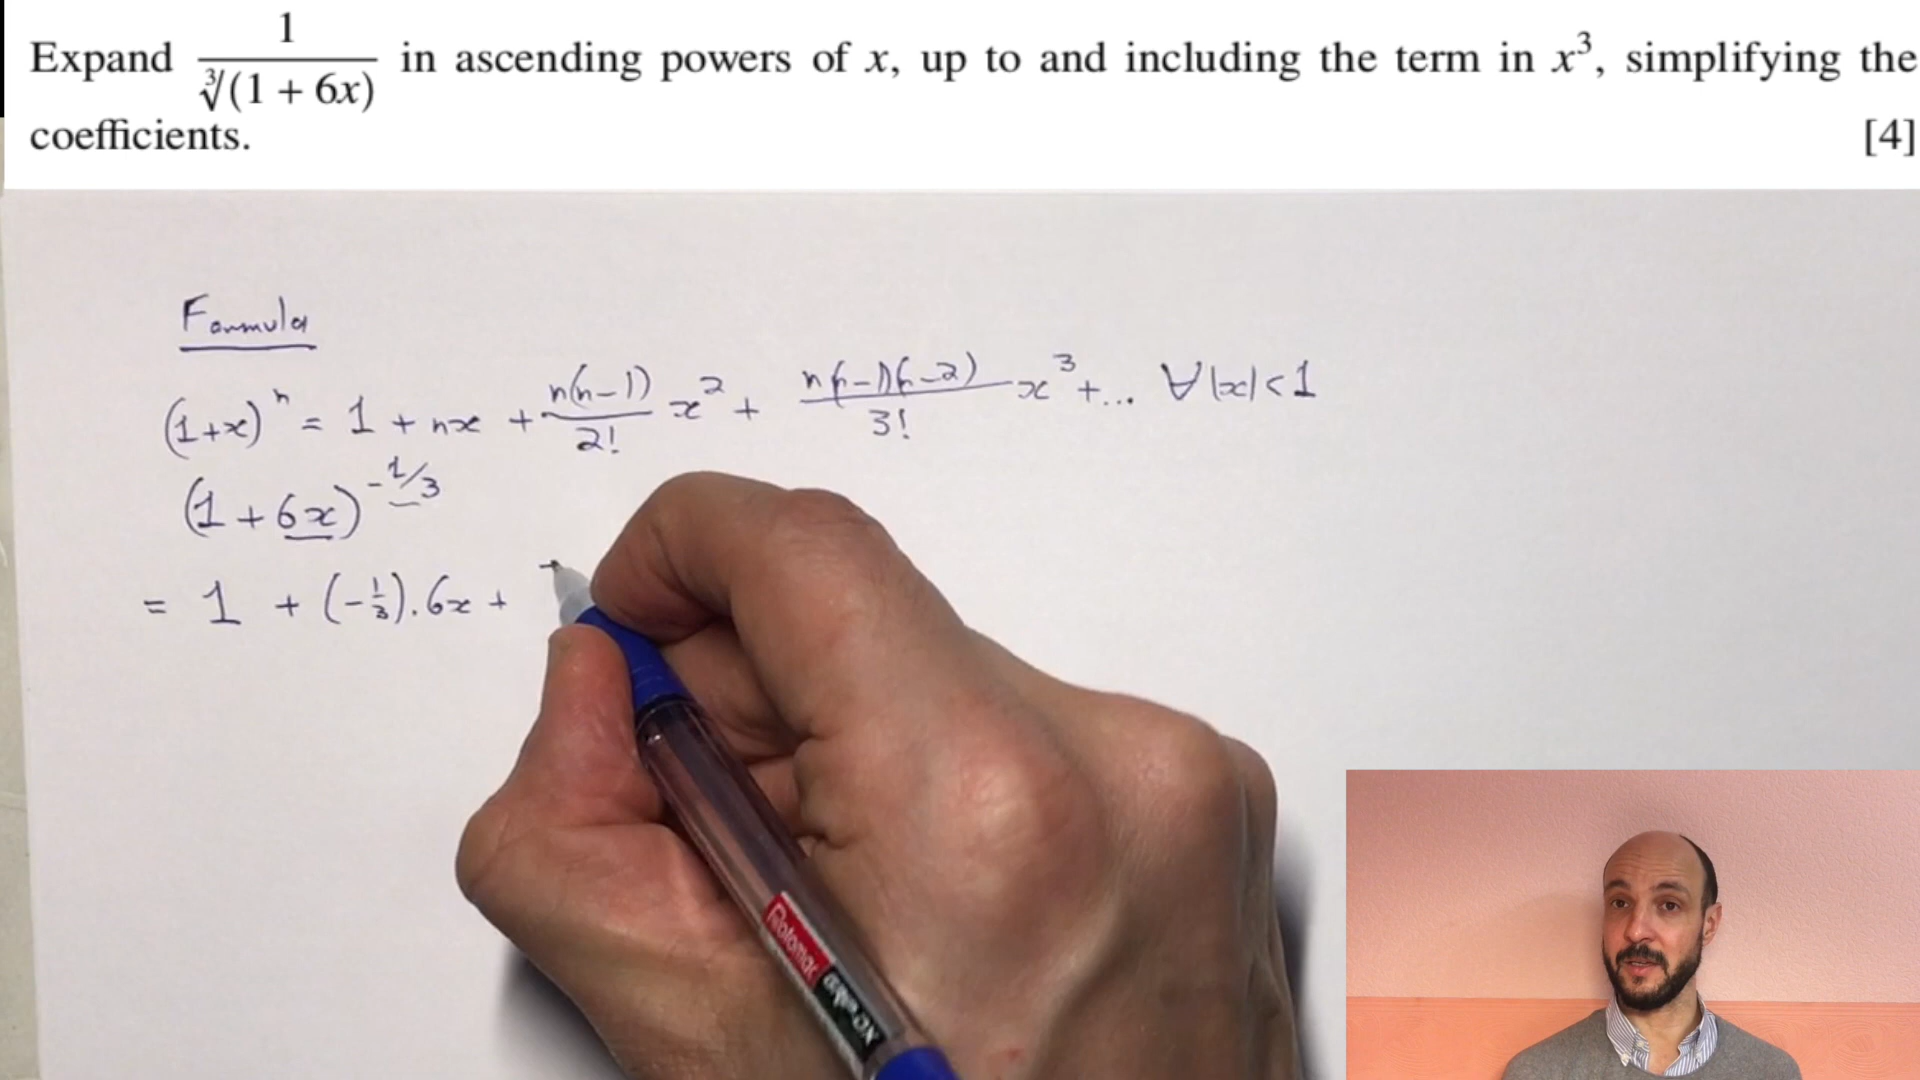 Expand 1/∛(1 + 6x) in ascending powers of x, up to and including the term in x³, simplifying the
coefficients. [4]
Formula
(1+x)ⁿ = 1 + nx + n(n-1)/2! x² + n(n-1)(n-2)/3! x³ + ... ∀ |x| < 1
(1 + 6x)^(-1/3)
= 1 + (-1/3).6x +
Rotomac